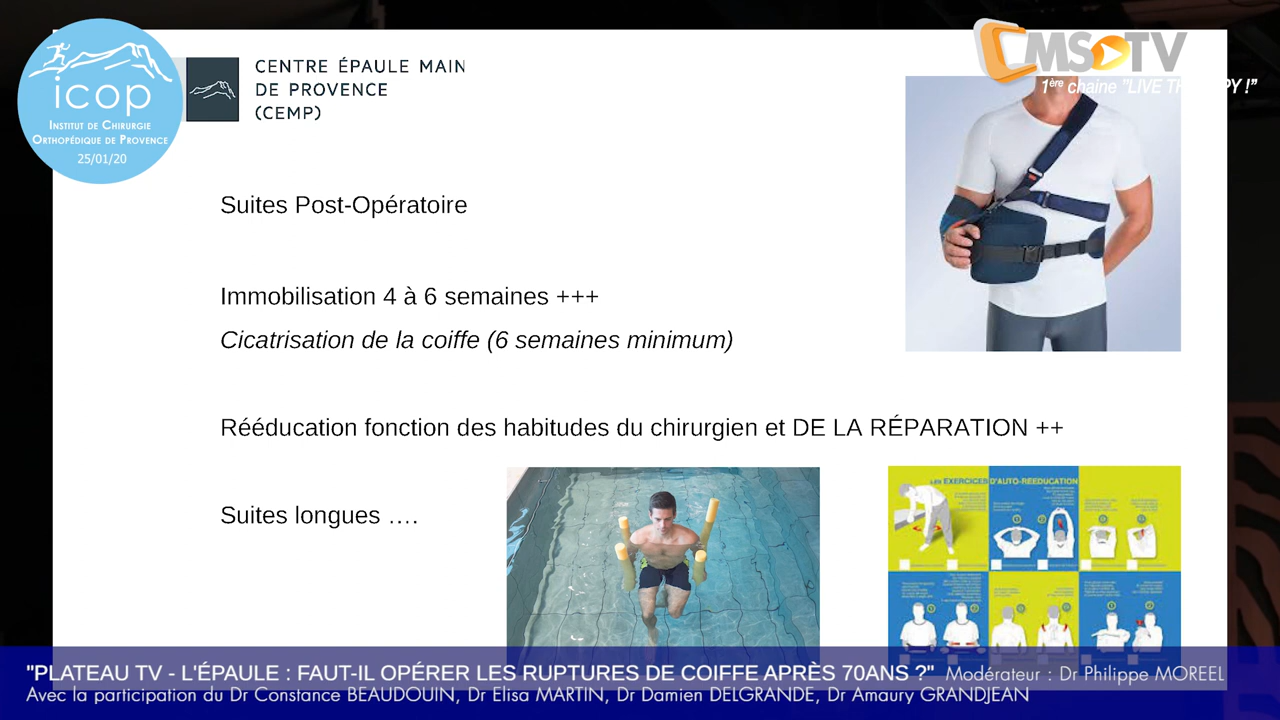 icop
INSTITUT DE CHIRURGIE
ORTHOPÉDIQUE DE PROVENCE
25/01/20
CENTRE ÉPAULE MAIN
DE PROVENCE
(CEMP)
CMS TV
1ère chaine "LIVE TH PY !"
Suites Post-Opératoire
Immobilisation 4 à 6 semaines +++
Cicatrisation de la coiffe (6 semaines minimum)
Rééducation fonction des habitudes du chirurgien et DE LA RÉPARATION ++
Suites longues ….
LES EXERCICES D'AUTO-RÉÉDUCATION
"PLATEAU TV - L'ÉPAULE : FAUT-IL OPÉRER LES RUPTURES DE COIFFE APRÈS 70ANS ?" Modérateur : Dr Philippe MOREEL
Avec la participation du Dr Constance BEAUDOUIN, Dr Elisa MARTIN, Dr Damien DELGRANDE, Dr Amaury GRANDJEAN